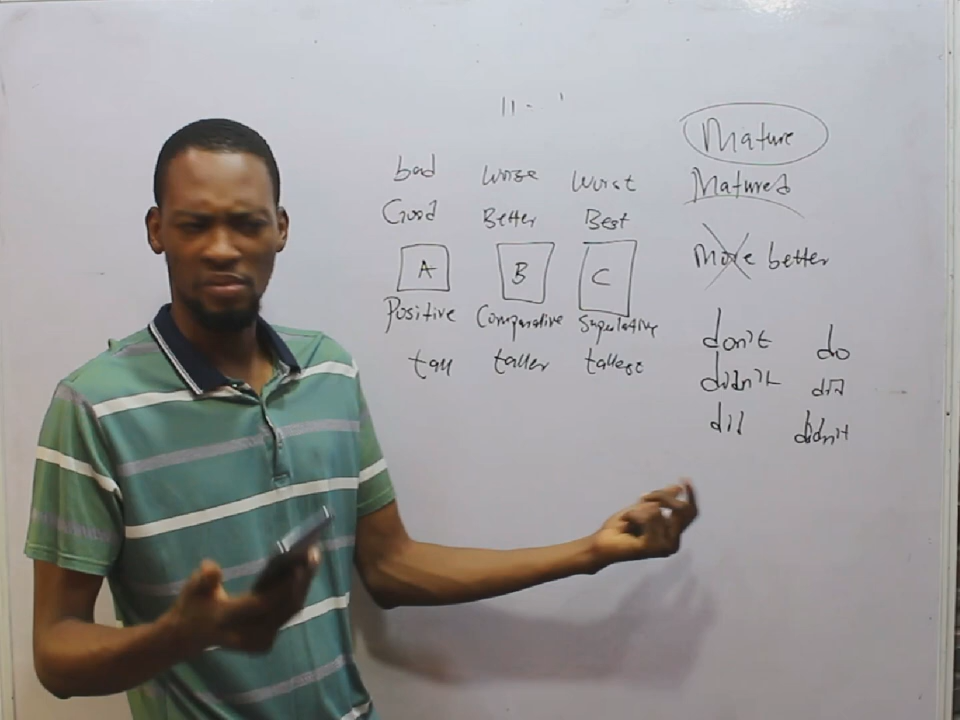 bad worse worst
Good Better Best
A B C
Positive Comparative Superlative
tall taller tallest
Mature
Matured
More better
don't do
didn't did
did didn't